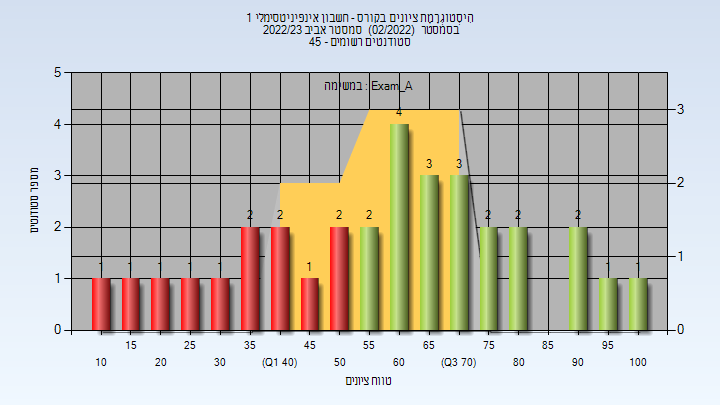 היסטוגרמת ציונים בקורס - חשבון אינפיניטסימלי 1
בסמסטר (02/2022) סמסטר אביב 2022/23
סטודנטים רשומים - 45
במשימה : Exam_A
מספר סטודנטים
5
4
3
2
1
0
3
2
1
0
1 1 1 1 1 2 2 1 2 2 4 3 3 2 2 2 1 1
15 25 35 45 55 65 75 85 95
10 20 30 (Q1 40) 50 60 (Q3 70) 80 90 100
טווח ציונים